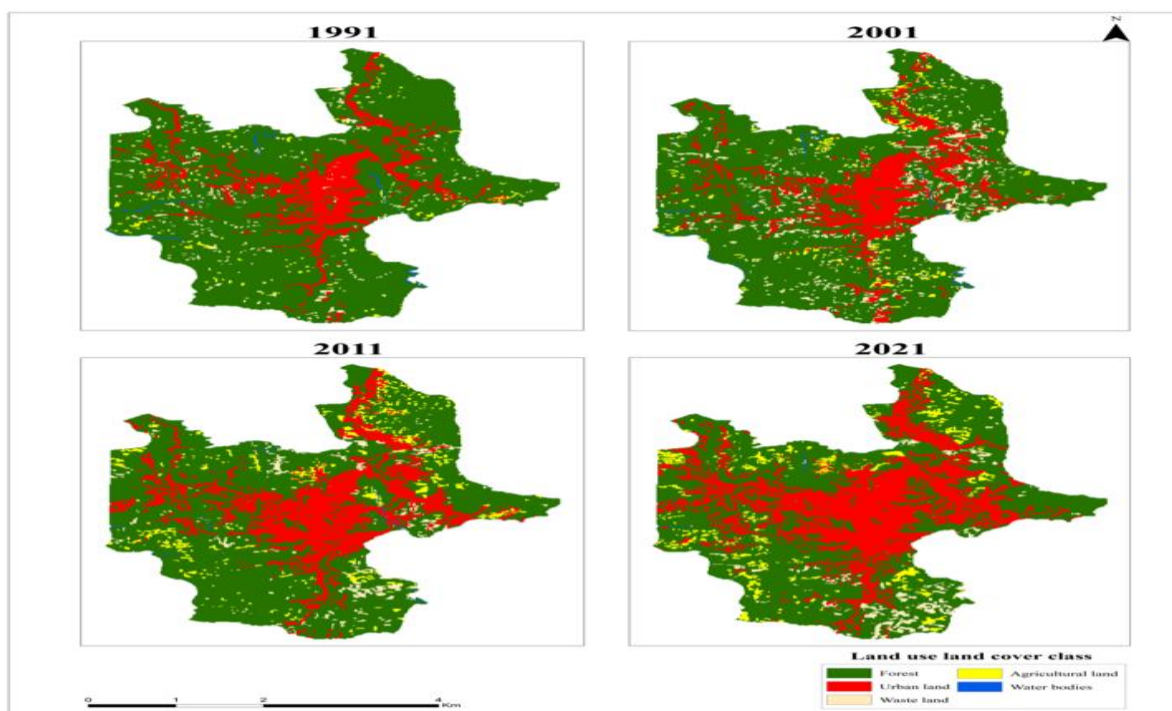 1991
2001
N
2011
2021
Land use land cover class
Forest
Agricultural land
Urban land
Water bodies
Waste land
0 1 2 4
Km